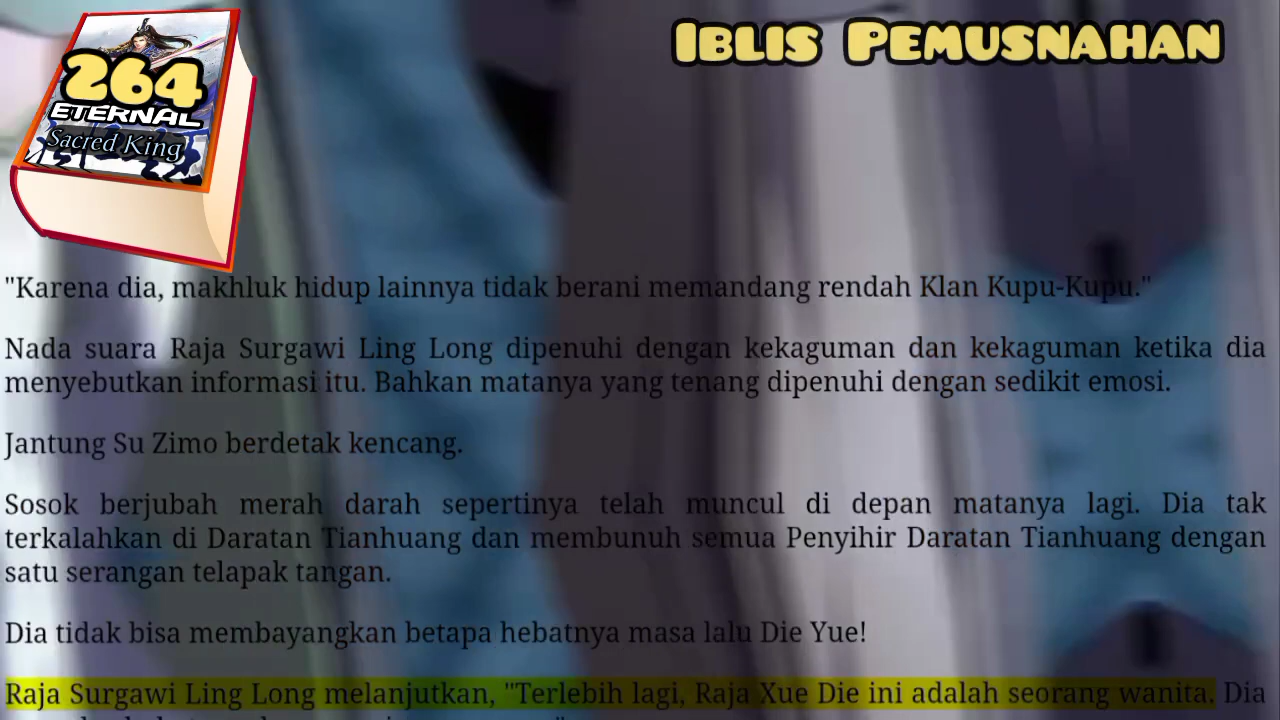 Iblis Pemusnahan
264
ETERNAL
Sacred King
"Karena dia, makhluk hidup lainnya tidak berani memandang rendah Klan Kupu-Kupu."
Nada suara Raja Surgawi Ling Long dipenuhi dengan kekaguman dan kekaguman ketika dia
menyebutkan informasi itu. Bahkan matanya yang tenang dipenuhi dengan sedikit emosi.
Jantung Su Zimo berdetak kencang.
Sosok berjubah merah darah sepertinya telah muncul di depan matanya lagi. Dia tak
terkalahkan di Daratan Tianhuang dan membunuh semua Penyihir Daratan Tianhuang dengan
satu serangan telapak tangan.
Dia tidak bisa membayangkan betapa hebatnya masa lalu Die Yue!
Raja Surgawi Ling Long melanjutkan, "Terlebih lagi, Raja Xue Die ini adalah seorang wanita. Dia